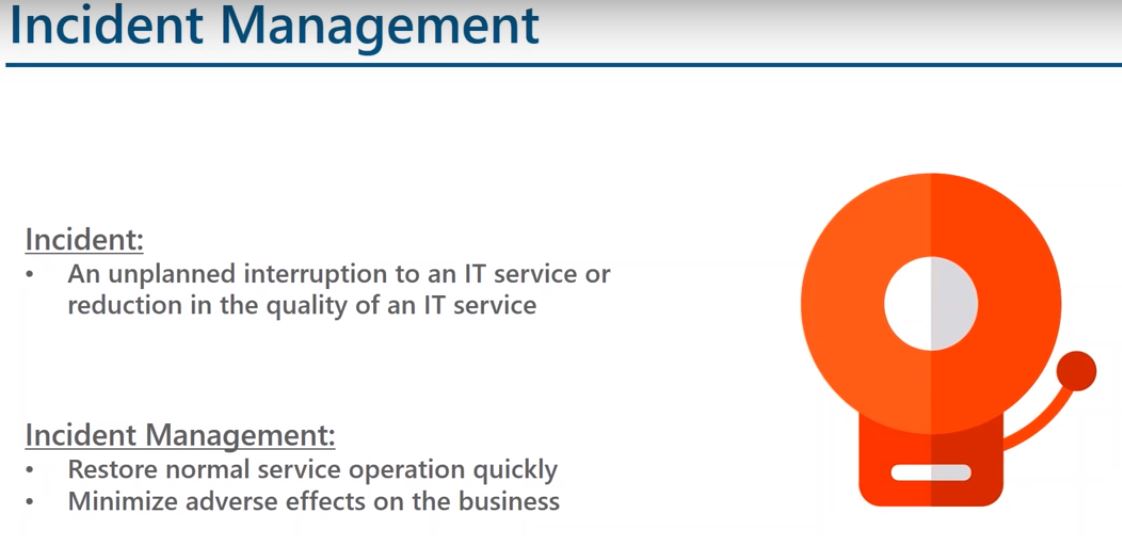 Incident Management
Incident:
• An unplanned interruption to an IT service or
reduction in the quality of an IT service
Incident Management:
• Restore normal service operation quickly
• Minimize adverse effects on the business